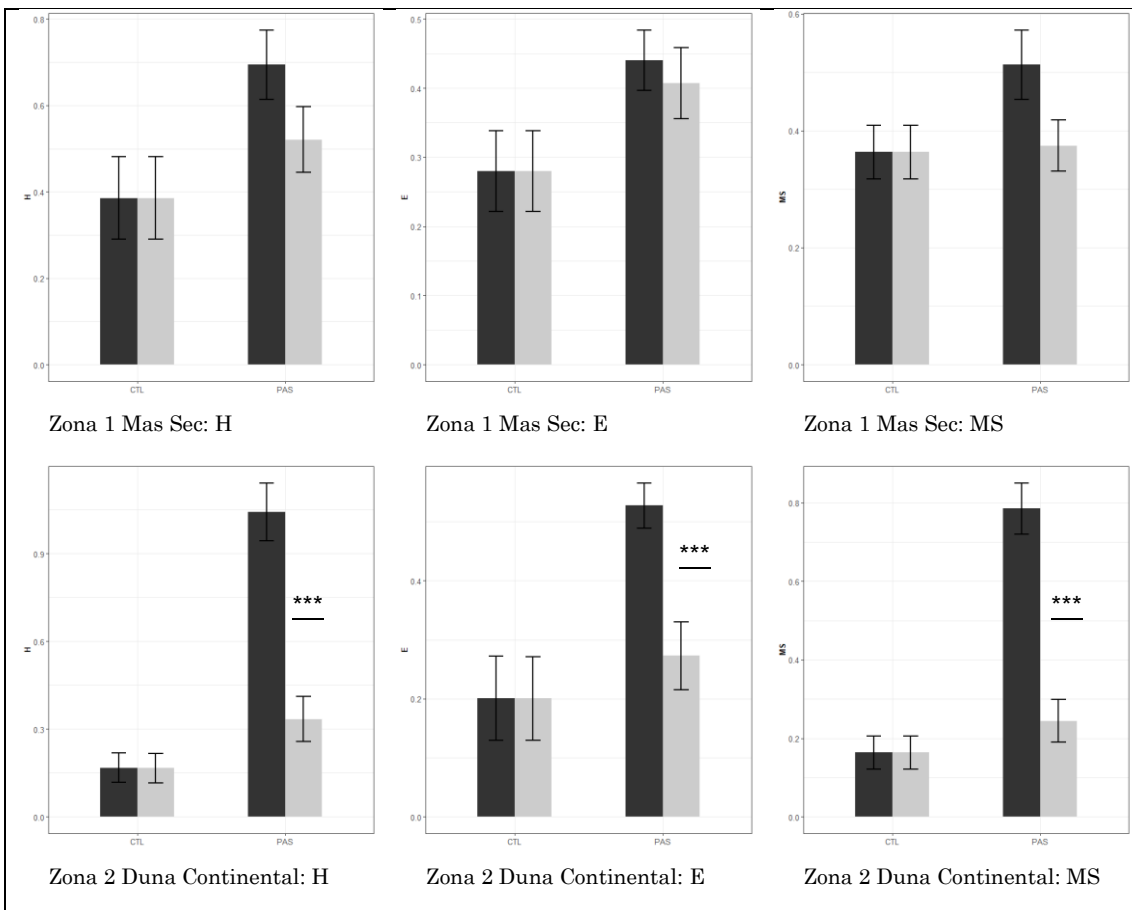 0.8
0.6
0.4
0.2
0.0
H
CTL
PAS
0.5
0.4
0.3
0.2
0.1
0.0
E
CTL
PAS
0.6
0.4
0.2
0.0
MS
CTL
PAS
Zona 1 Mas Sec: H
Zona 1 Mas Sec: E
Zona 1 Mas Sec: MS
0.9
0.6
0.3
0.0
H
***
CTL
PAS
0.4
0.2
0.0
E
***
CTL
PAS
0.8
0.6
0.4
0.2
0.0
MS
***
CTL
PAS
Zona 2 Duna Continental: H
Zona 2 Duna Continental: E
Zona 2 Duna Continental: MS